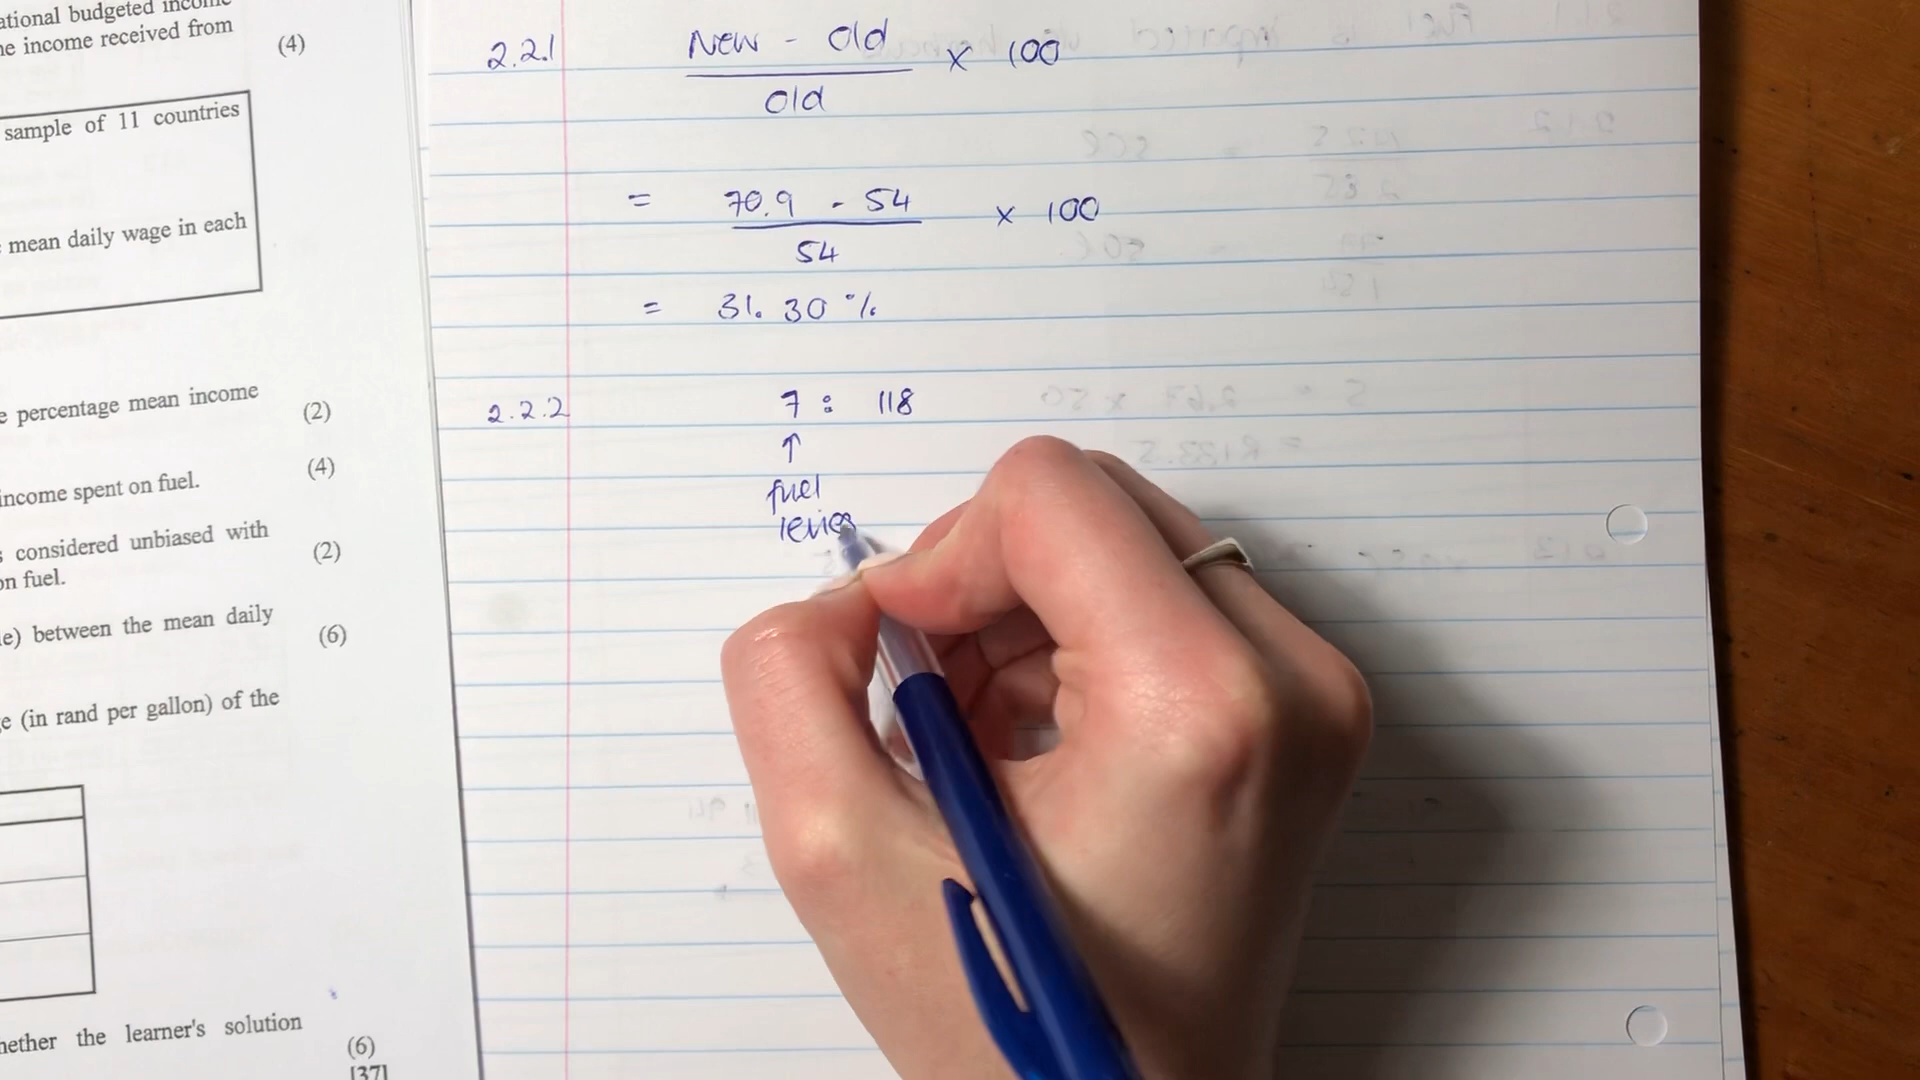 ational budgeted income
ne income received from
(4)
sample of 11 countries
mean daily wage in each
e percentage mean income
(2)
income spent on fuel.
(4)
s considered unbiased with
on fuel.
(2)
ne) between the mean daily
(6)
e (in rand per gallon) of the
hether the learner's solution
(6)
[37]
2.2.1 New - Old × 100
Old
= 70.9 - 54 × 100
54
= 31.30 %
2.2.2 7 : 118
↑
fuel
levies